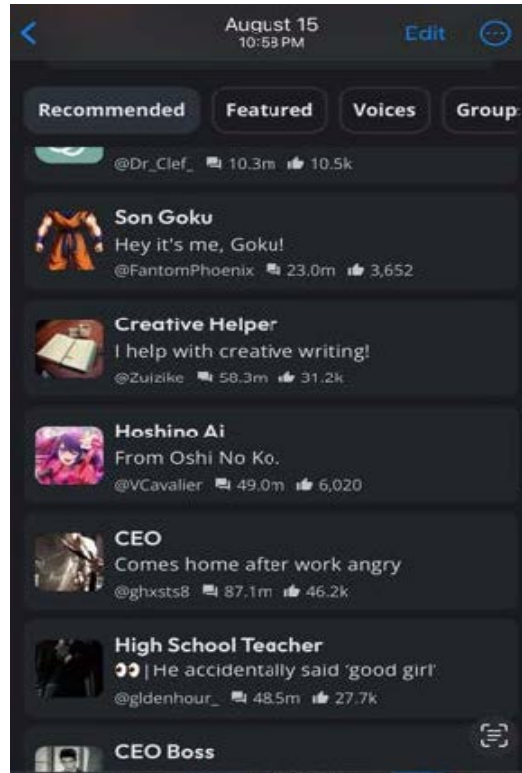 August 15
10:58 PM
Edit
Recommended
Featured
Voices
Group
@Dr_Clef_ 10.3m 10.5k
Son Goku
Hey it's me, Goku!
@FantomPhoenix 23.0m 3,652
Creative Helper
I help with creative writing!
@Zuizike 58.3m 31.2k
Hoshino Ai
From Oshi No Ko.
@VCavalier 49.0m 6,020
CEO
Comes home after work angry
@ghxsts8 87.1m 46.2k
High School Teacher
👀|He accidentally said 'good girl'
@gldenhour_ 48.5m 27.7k
CEO Boss